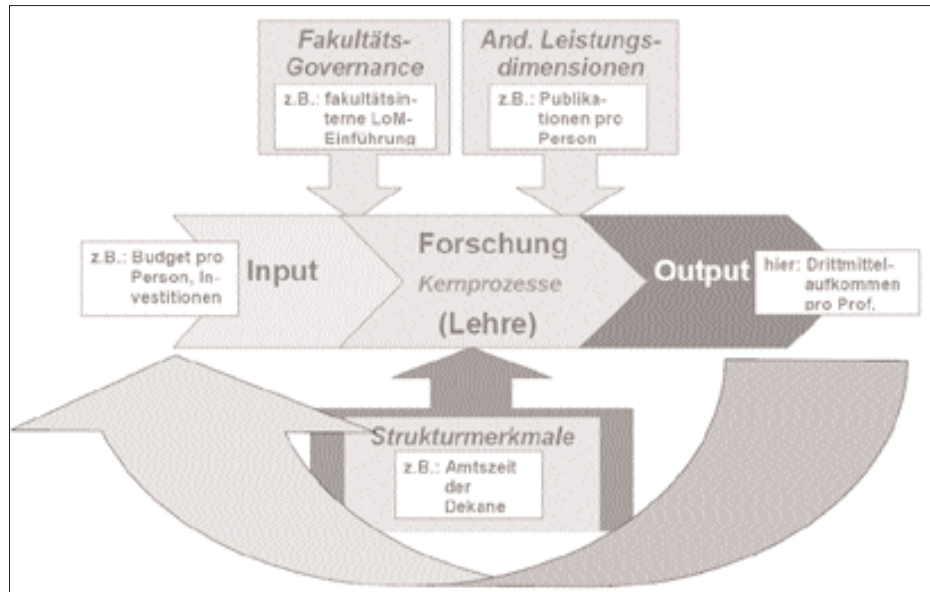 Fakultäts-
Governance
z.B.: fakultätsin-
terne LoM-
Einführung
And. Leistungs-
dimensionen
z.B.: Publika-
tionen pro
Person
z.B.: Budget pro
Person, In-
vestitionen
Input
Forschung
Kernprozesse
(Lehre)
Output
hier: Drittmittel-
aufkommen
pro Prof.
Strukturmerkmale
z.B.: Amtszeit
der
Dekane